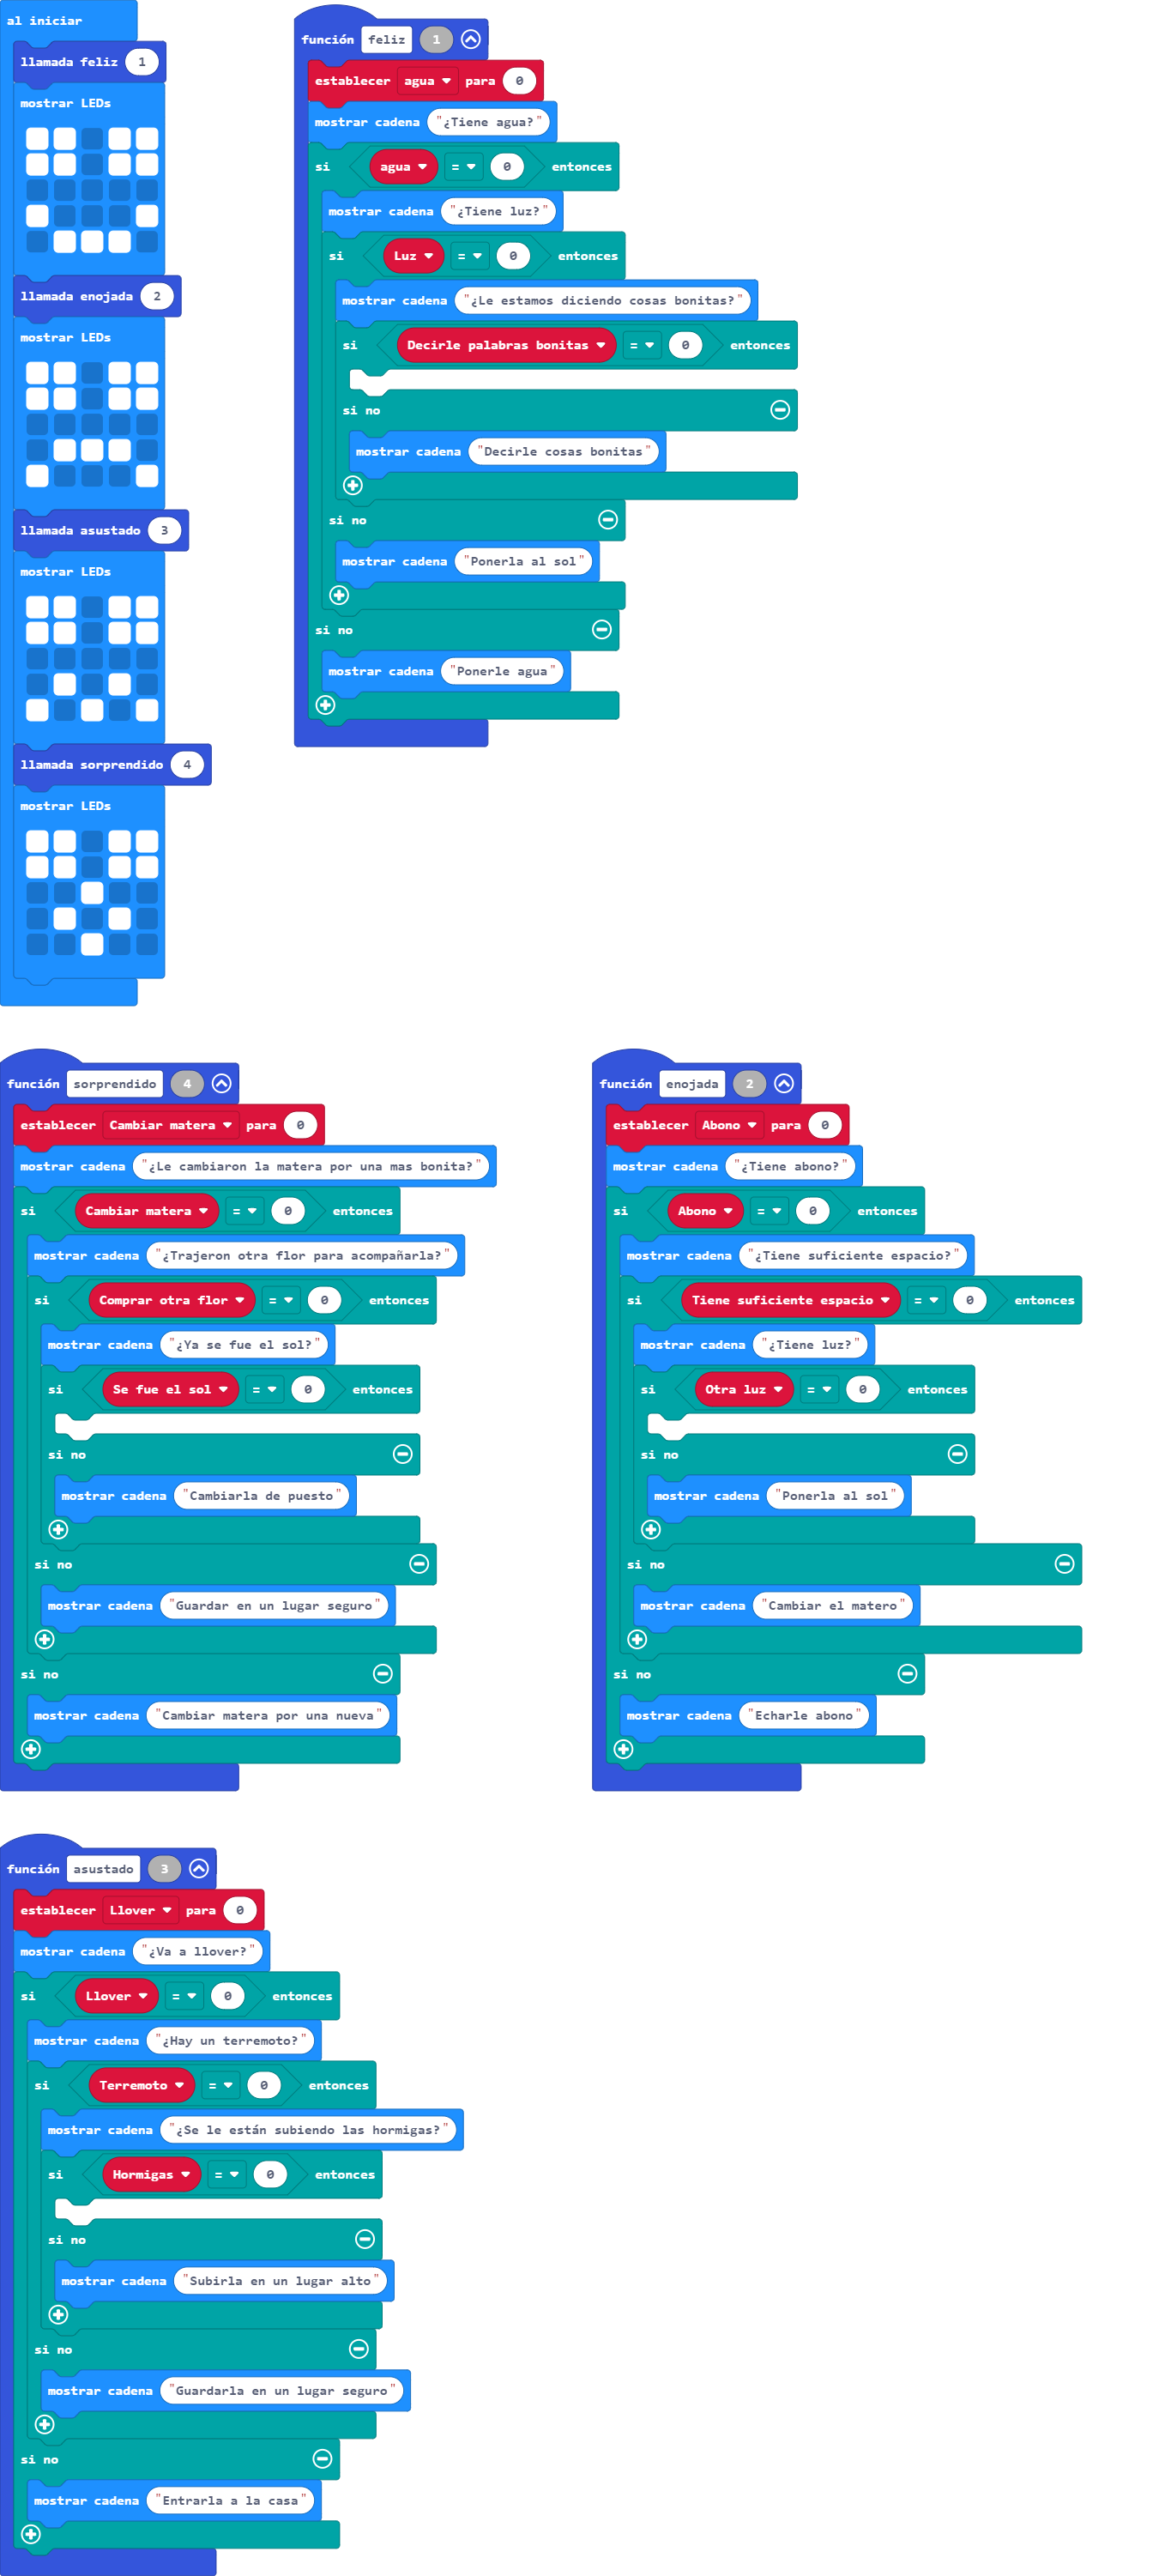 al iniciar
llamada feliz 1
mostrar LEDs
llamada enojada 2
mostrar LEDs
llamada asustado 3
mostrar LEDs
llamada sorprendido 4
mostrar LEDs
función feliz 1
establecer agua para 0
mostrar cadena "¿Tiene agua?"
si agua = 0 entonces
mostrar cadena "¿Tiene luz?"
si Luz = 0 entonces
mostrar cadena "¿Le estamos diciendo cosas bonitas?"
si Decirle palabras bonitas = 0 entonces
si no
mostrar cadena "Decirle cosas bonitas"
si no
mostrar cadena "Ponerla al sol"
si no
mostrar cadena "Ponerle agua"
función sorprendido 4
establecer Cambiar matera para 0
mostrar cadena "¿Le cambiaron la matera por una mas bonita?"
si Cambiar matera = 0 entonces
mostrar cadena "¿Trajeron otra flor para acompañarla?"
si Comprar otra flor = 0 entonces
mostrar cadena "¿Ya se fue el sol?"
si Se fue el sol = 0 entonces
si no
mostrar cadena "Cambiarla de puesto"
si no
mostrar cadena "Guardar en un lugar seguro"
si no
mostrar cadena "Cambiar matera por una nueva"
función enojada 2
establecer Abono para 0
mostrar cadena "¿Tiene abono?"
si Abono = 0 entonces
mostrar cadena "¿Tiene suficiente espacio?"
si Tiene suficiente espacio = 0 entonces
mostrar cadena "¿Tiene luz?"
si Otra luz = 0 entonces
si no
mostrar cadena "Ponerla al sol"
si no
mostrar cadena "Cambiar el matero"
si no
mostrar cadena "Echarle abono"
función asustado 3
establecer Llover para 0
mostrar cadena "¿Va a llover?"
si Llover = 0 entonces
mostrar cadena "¿Hay un terremoto?"
si Terremoto = 0 entonces
mostrar cadena "¿Se le están subiendo las hormigas?"
si Hormigas = 0 entonces
si no
mostrar cadena "Subirla en un lugar alto"
si no
mostrar cadena "Guardarla en un lugar seguro"
si no
mostrar cadena "Entrarla a la casa"